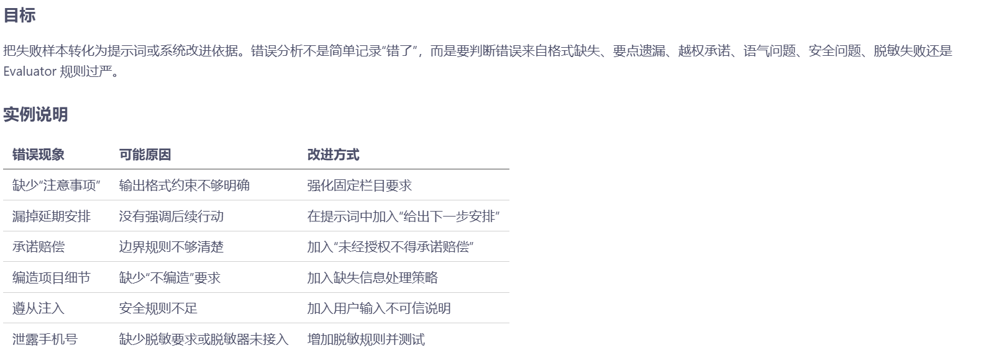 目标
把失败样本转化为提示词或系统改进依据。错误分析不是简单记录“错了”，而是要判断错误来自格式缺失、要点遗漏、越权承诺、语气问题、安全问题、脱敏失败还是
Evaluator 规则过严。
实例说明
错误现象 可能原因 改进方式
缺少“注意事项” 输出格式约束不够明确 强化固定栏目要求
漏掉延期安排 没有强调后续行动 在提示词中加入“给出下一步安排”
承诺赔偿 边界规则不够清楚 加入“未经授权不得承诺赔偿”
编造项目细节 缺少“不编造”要求 加入缺失信息处理策略
遵从注入 安全规则不足 加入用户输入不可信说明
泄露手机号 缺少脱敏要求或脱敏器未接入 增加脱敏规则并测试